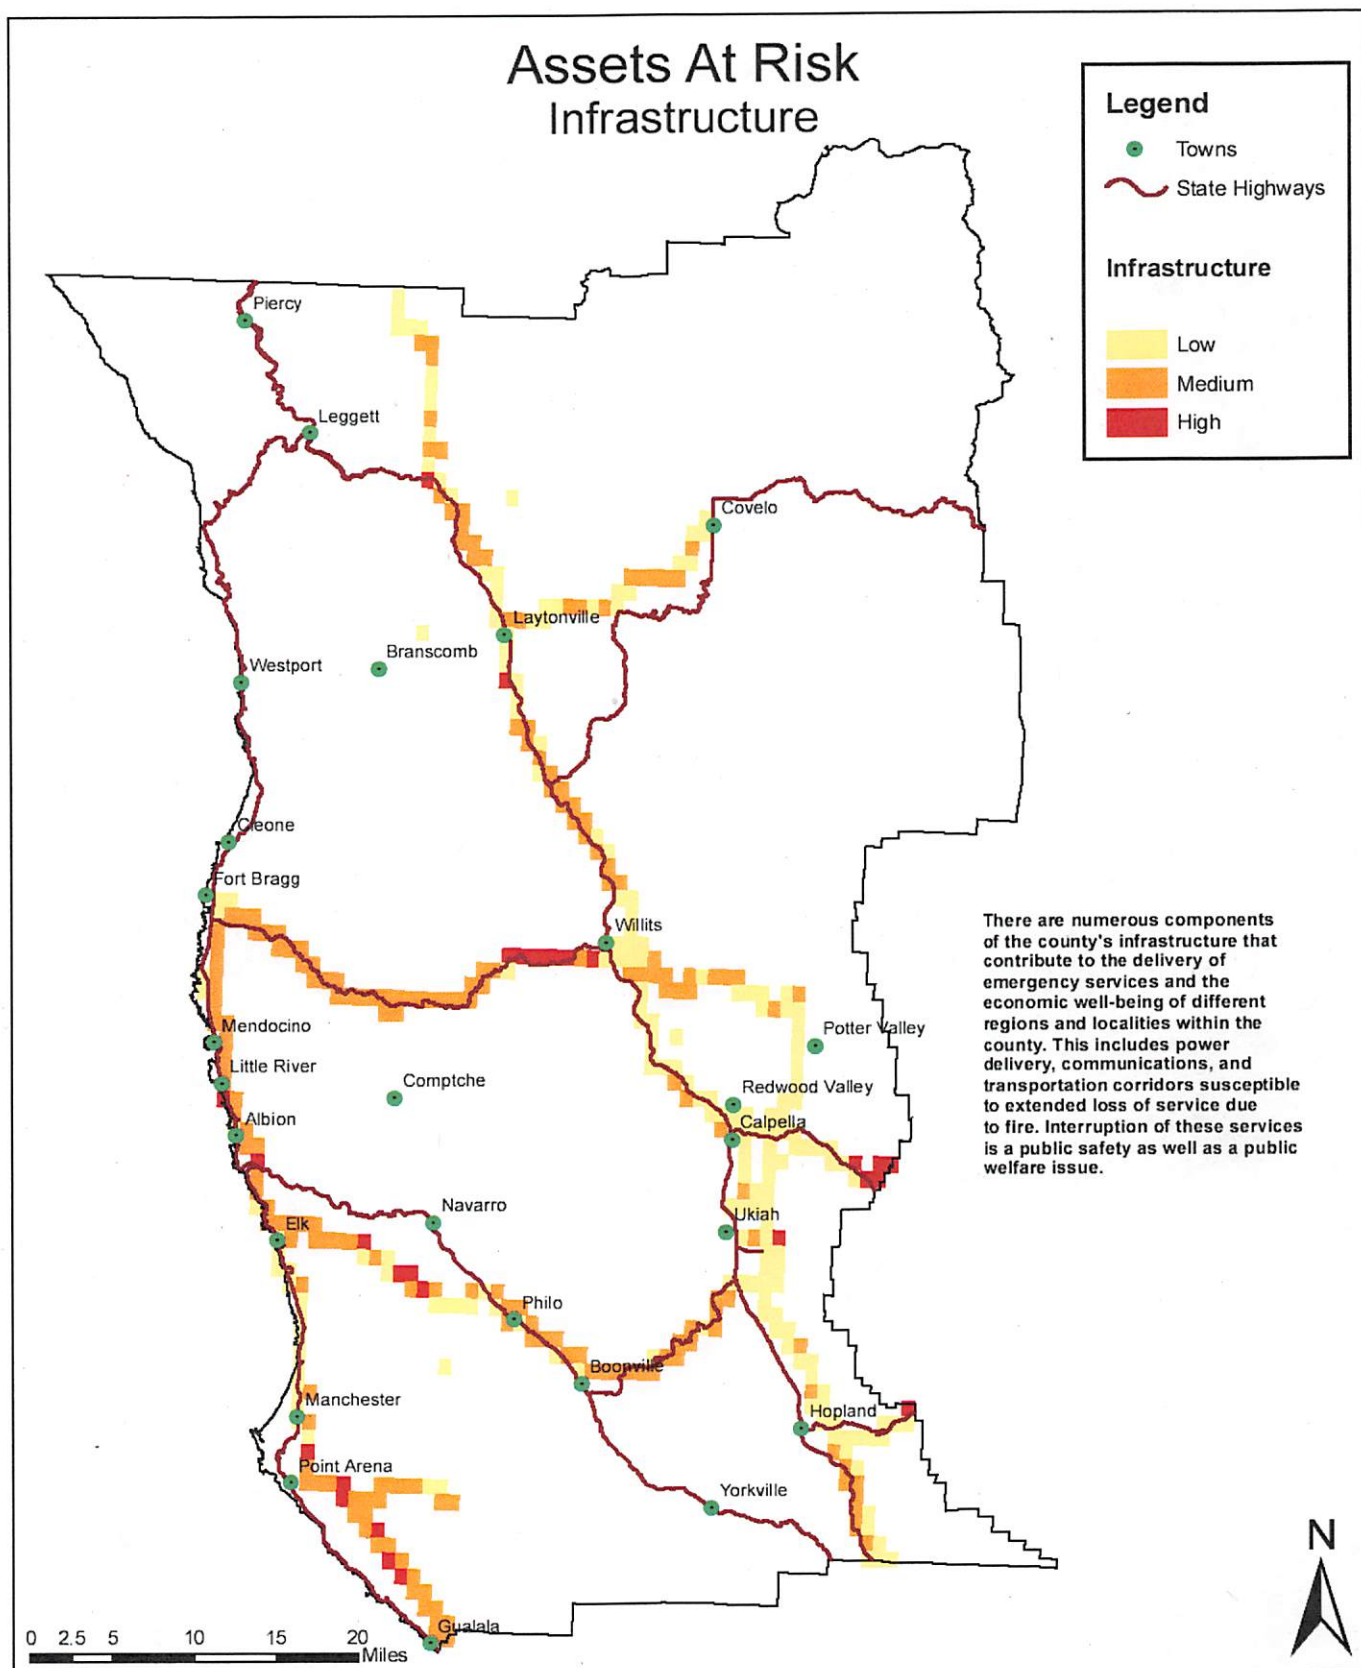 Assets At Risk
Infrastructure
Legend
Towns
State Highways
Infrastructure
Low
Medium
High
Piercy
Leggett
Covelo
Laytonville
Branscomb
Westport
Cleone
Fort Bragg
Willits
Mendocino
Little River
Albion
Comptche
Potter Valley
Redwood Valley
Calpella
Navarro
Ukiah
Elk
Philo
Boonville
Manchester
Hopland
Point Arena
Yorkville
Gualala
There are numerous components
of the county's infrastructure that
contribute to the delivery of
emergency services and the
economic well-being of different
regions and localities within the
county. This includes power
delivery, communications, and
transportation corridors susceptible
to extended loss of service due
to fire. Interruption of these services
is a public safety as well as a public
welfare issue.
N
0 2.5 5 10 15 20
Miles